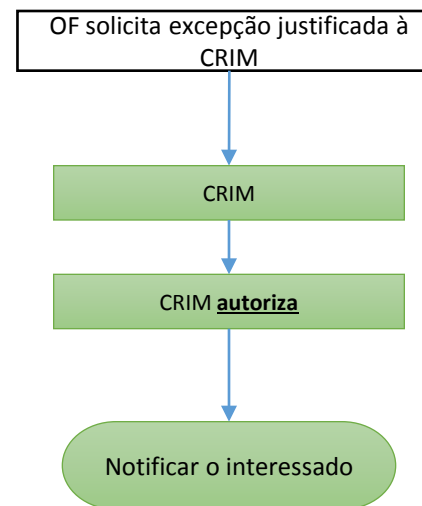 OF solicita excepção justificada à
CRIM
CRIM
CRIM autoriza
Notificar o interessado